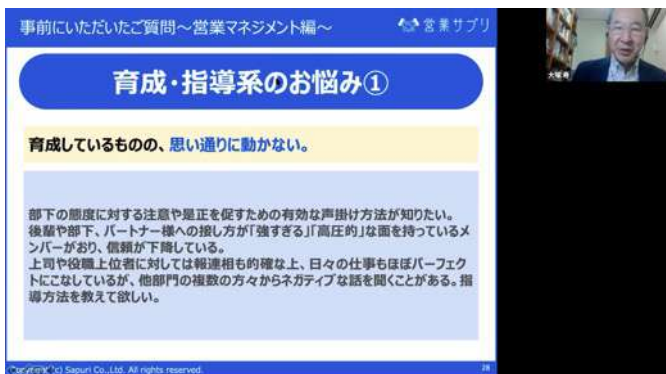 事前にいただいたご質問～営業マネジメント編～
営業サプリ
育成・指導系のお悩み①
育成しているものの、思い通りに動かない。
部下の態度に対する注意や是正を促すための有効な声掛け方法が知りたい。
後輩や部下、パートナー様への接し方が「強すぎる」「高圧的」な面を持っているメ
ンバーがおり、信頼が下降している。
上司や役職上位者に対しては報連相も的確な上、日々の仕事もほぼパーフェク
トにこなしているが、他部門の複数の方々からネガティブな話を聞くことがある。指
導方法を教えて欲しい。
(c) Sapuri Co.,Ltd. All rights reserved.
28